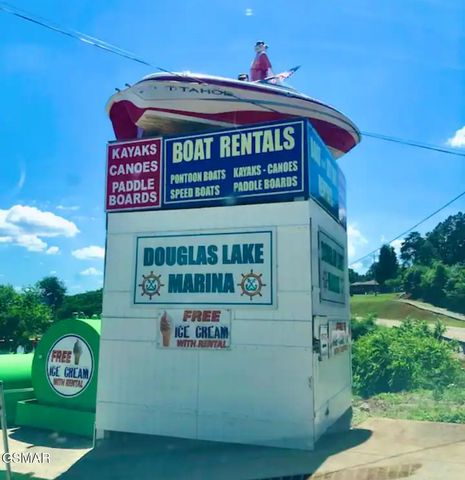 TAHOE
KAYAKS
CANOES
PADDLE
BOARDS
BOAT RENTALS
PONTOON BOATS KAYAKS - CANOES
SPEED BOATS PADDLE BOARDS
DOUGLAS LAKE
MARINA
FREE
ICE CREAM
WITH RENTAL
FREE
ICE CREAM
WITH RENTAL
GSMAR